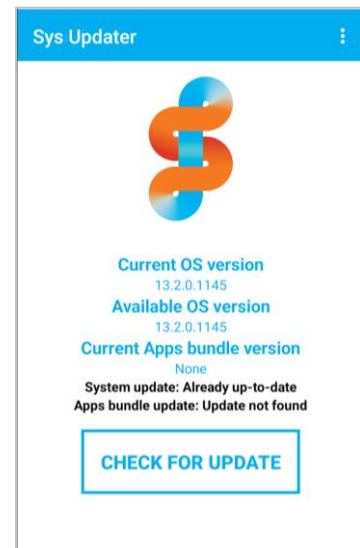 Sys Updater
Current OS version
13.2.0.1145
Available OS version
13.2.0.1145
Current Apps bundle version
None
System update: Already up-to-date
Apps bundle update: Update not found
CHECK FOR UPDATE